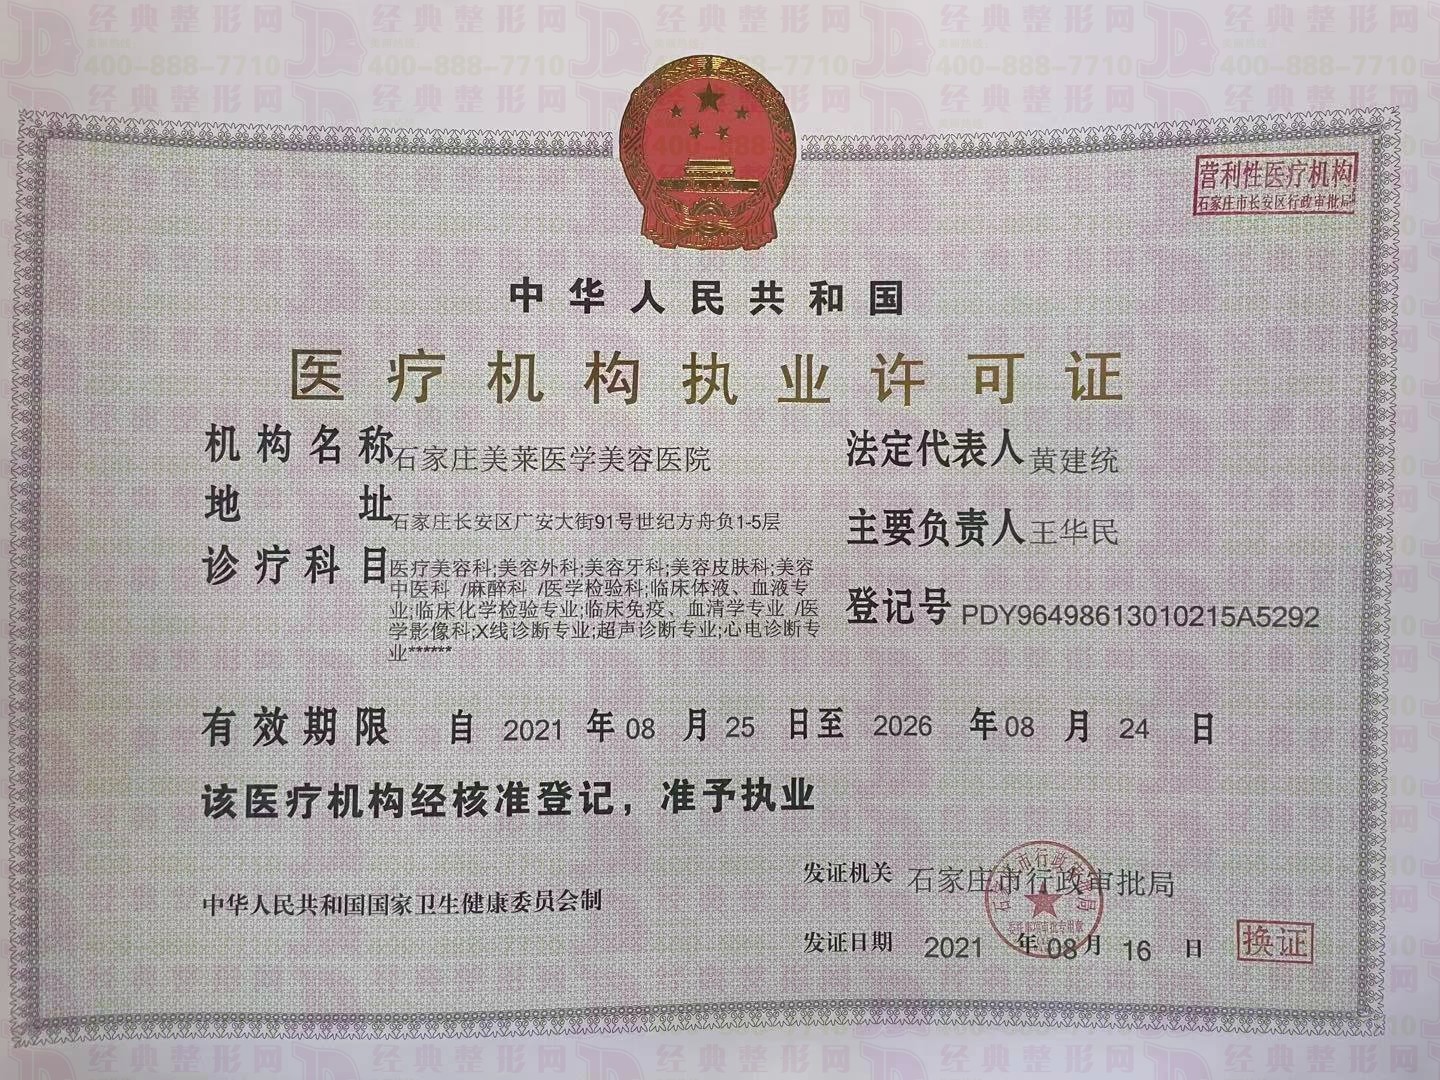 经典整形网
400-888-7710
营利性医疗机构
石家庄市长安区行政审批局
中华人民共和国
医疗机构执业许可证
机构名称 石家庄美莱医学美容医院
法定代表人 黄建统
地址 石家庄长安区广安大街91号世纪方舟负1-5层
主要负责人 王华民
诊疗科目 医疗美容科;美容外科;美容牙科;美容皮肤科;美容
中医科 /麻醉科 /医学检验科;临床体液、血液专
业;临床化学检验专业;临床免疫、血清学专业 /医
学影像科;X线诊断专业;超声诊断专业;心电诊断专
业******
登记号 PDY96498613010215A5292
有效期限 自 2021 年 08 月 25 日至 2026 年 08 月 24 日
该医疗机构经核准登记，准予执业
发证机关 石家庄市行政审批局
中华人民共和国国家卫生健康委员会制
发证日期 2021 年 08 月 16 日
换证